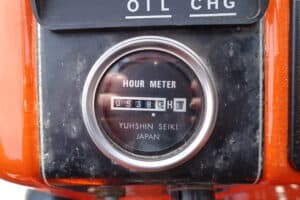 OIL CHG
HOUR METER
YUHSHIN SEIKI
JAPAN